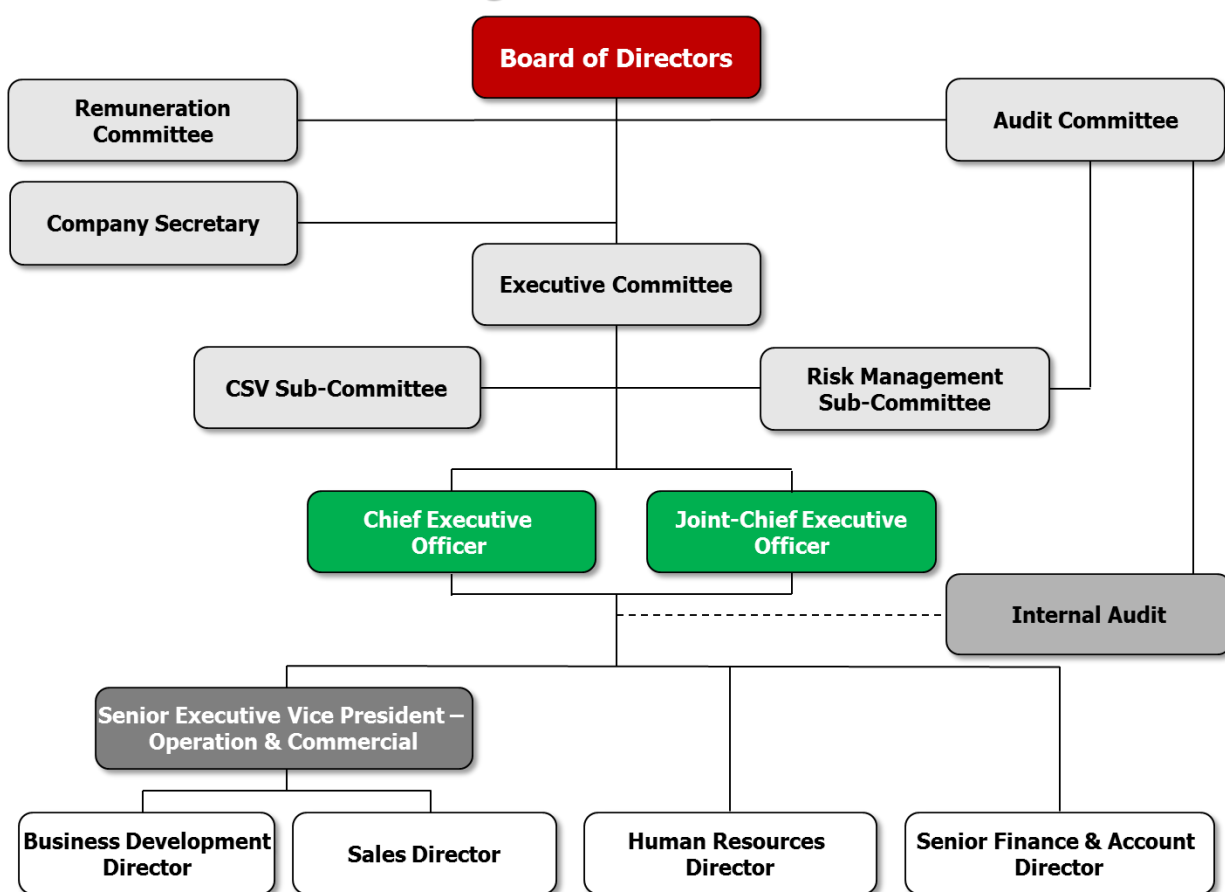 Board of Directors
Remuneration
Committee
Audit Committee
Company Secretary
Executive Committee
CSV Sub-Committee
Risk Management
Sub-Committee
Chief Executive
Officer
Joint-Chief Executive
Officer
Internal Audit
Senior Executive Vice President –
Operation & Commercial
Business Development
Director
Sales Director
Human Resources
Director
Senior Finance & Account
Director